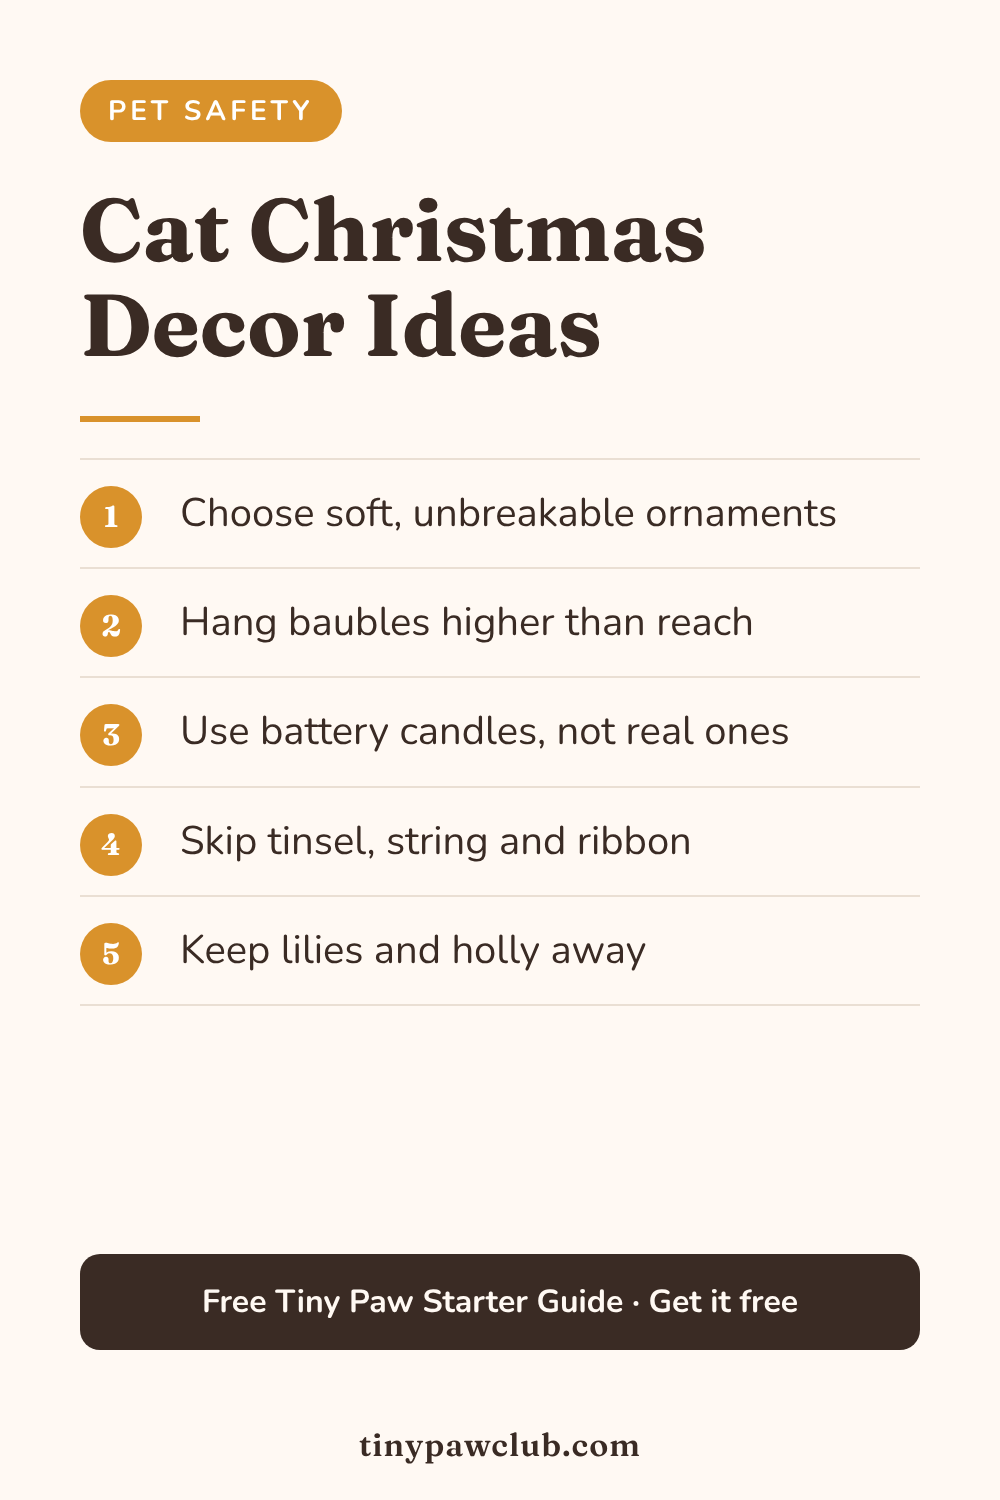 PET SAFETY
Cat Christmas
Decor Ideas
1 Choose soft, unbreakable ornaments
2 Hang baubles higher than reach
3 Use battery candles, not real ones
4 Skip tinsel, string and ribbon
5 Keep lilies and holly away
Free Tiny Paw Starter Guide · Get it free
tinypawclub.com